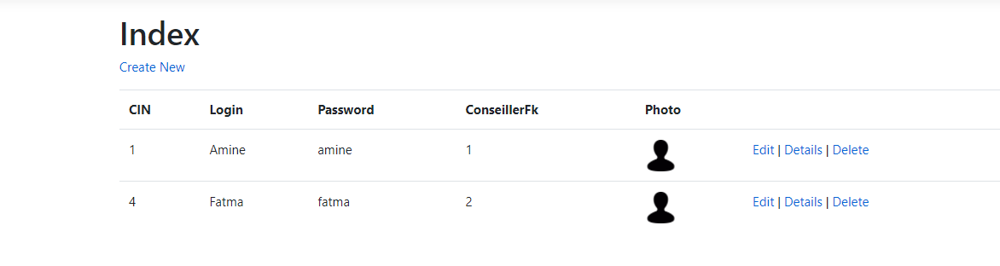 Index
Create New
CIN Login Password ConseillerFk Photo
1 Amine amine 1 Edit | Details | Delete
4 Fatma fatma 2 Edit | Details | Delete